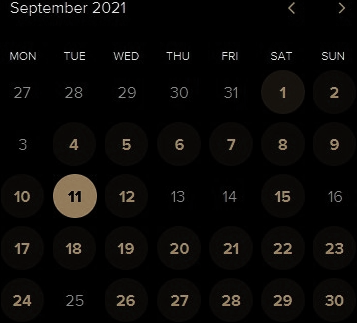 September 2021
MON TUE WED THU FRI SAT SUN
27 28 29 30 31 1 2
3 4 5 6 7 8 9
10 11 12 13 14 15 16
17 18 19 20 21 22 23
24 25 26 27 28 29 30